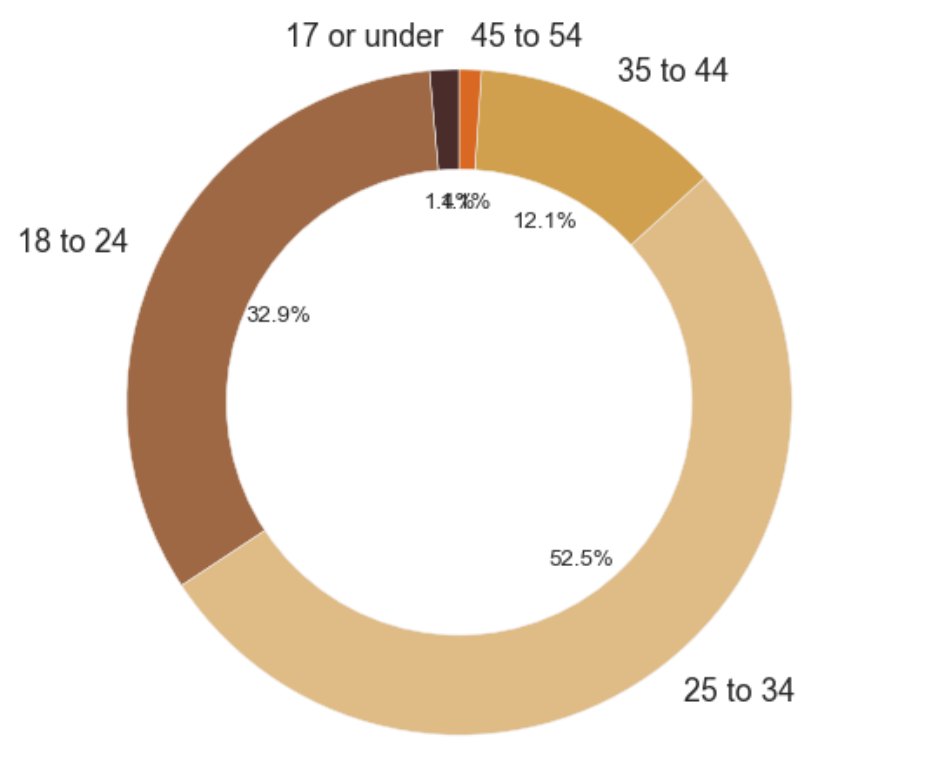 17 or under
45 to 54
35 to 44
12.1%
18 to 24
32.9%
52.5%
25 to 34